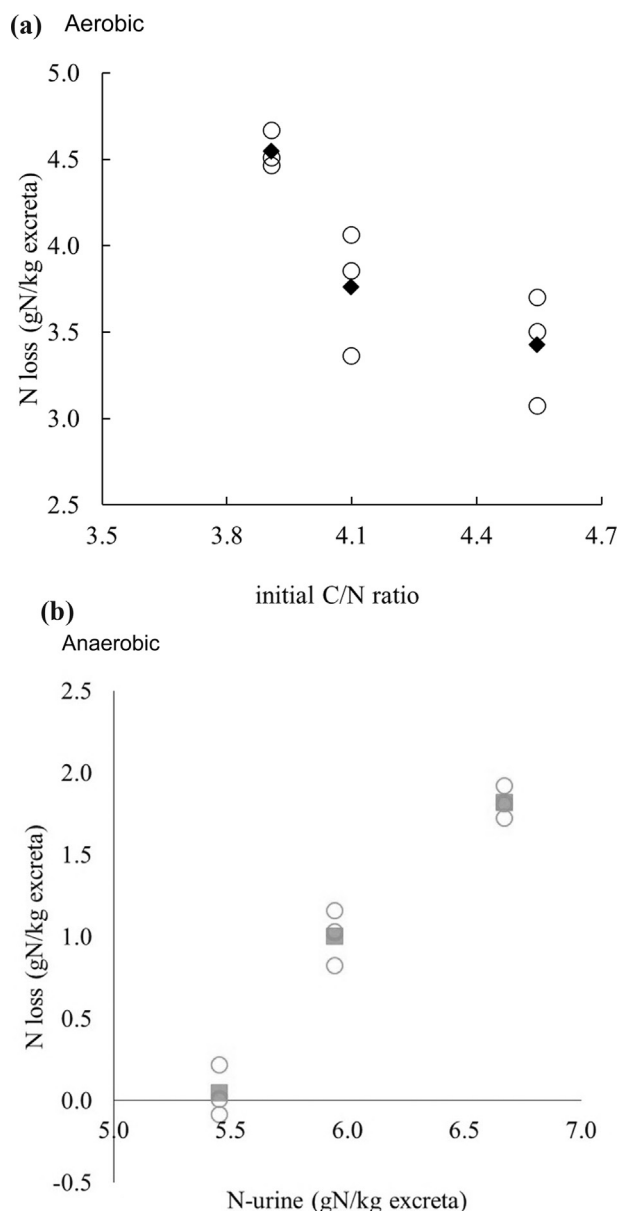 (a) Aerobic
5.0
4.5
4.0
3.5
3.0
2.5
N loss (gN/kg excreta)
3.5 3.8 4.1 4.4 4.7
initial C/N ratio
(b)
Anaerobic
2.5
2.0
1.5
1.0
0.5
0.0
-0.5
N loss (gN/kg excreta)
5.0 5.5 6.0 6.5 7.0
N-urine (gN/kg excreta)